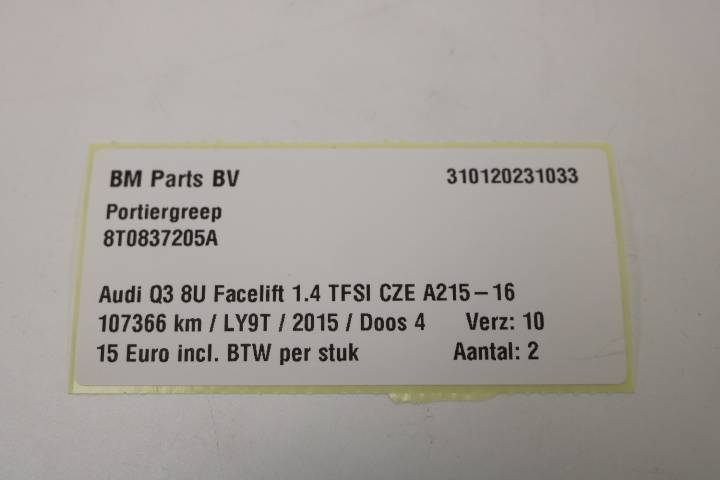 BM Parts BV 310120231033
Portiergreep
8T0837205A
Audi Q3 8U Facelift 1.4 TFSI CZE A215-16
107366 km / LY9T / 2015 / Doos 4 Verz: 10
15 Euro incl. BTW per stuk Aantal: 2